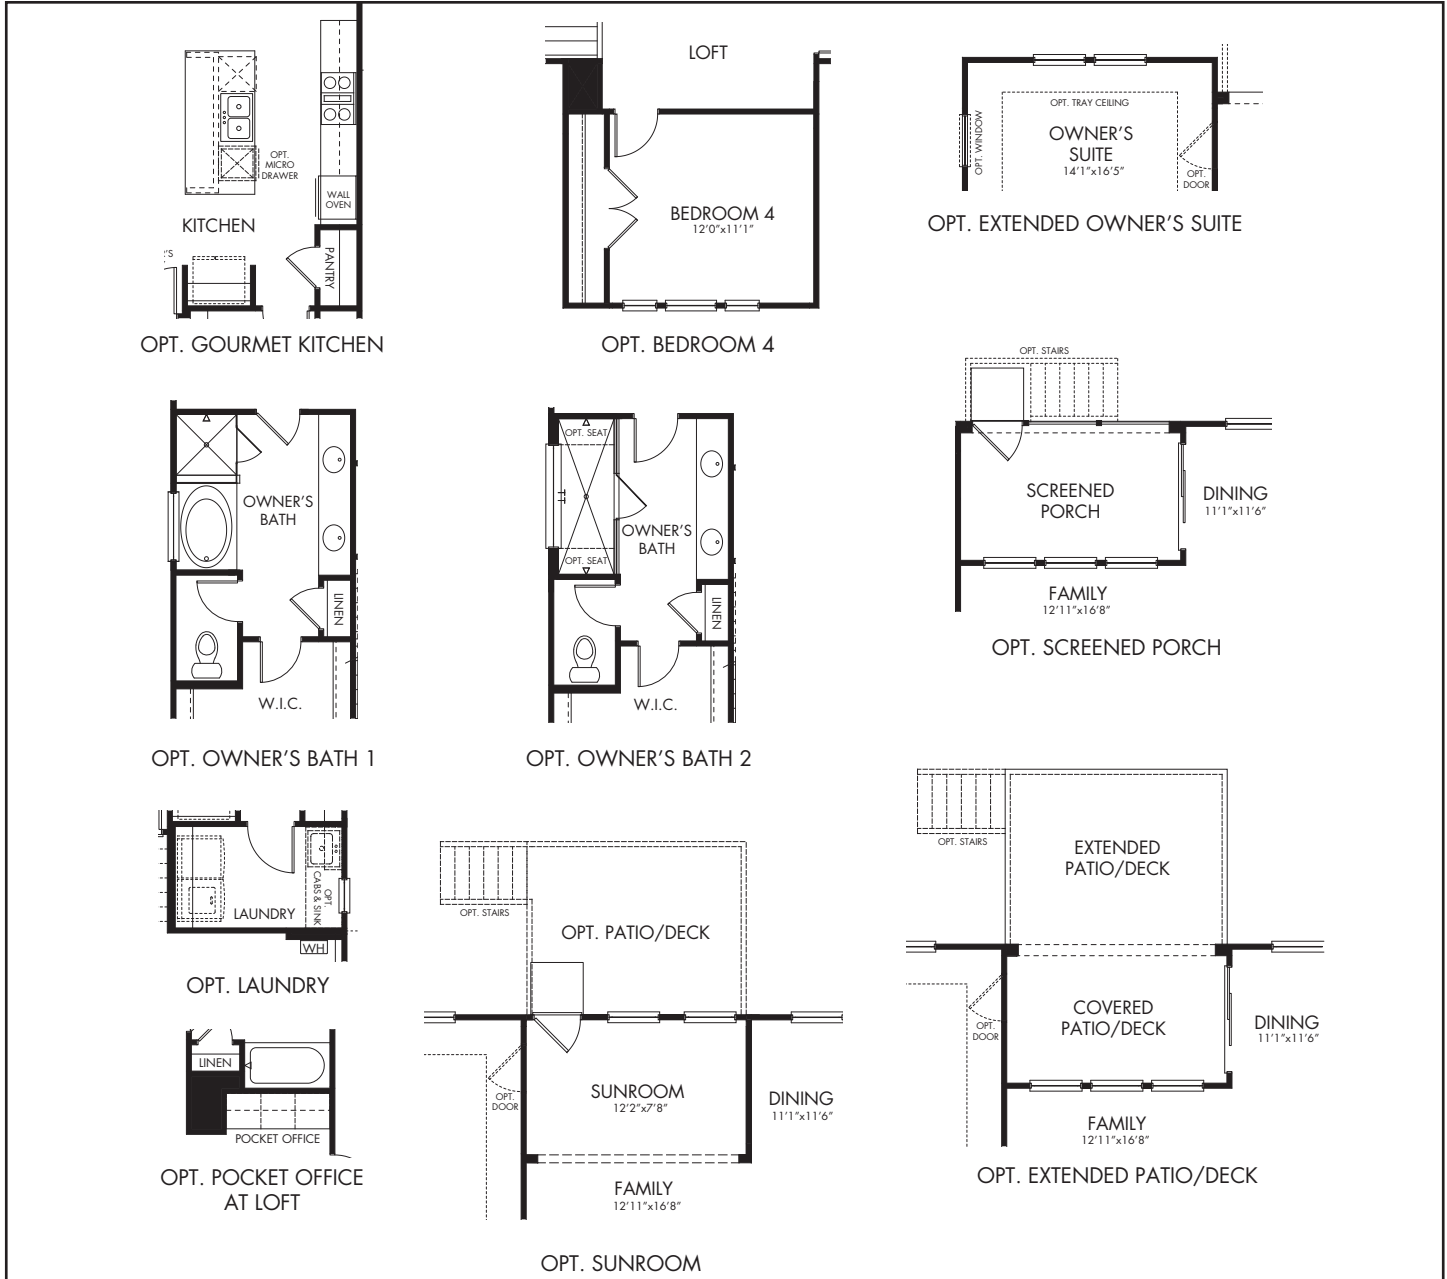 OPT.
MICRO
DRAWER
WALL
OVEN
KITCHEN
'S
PANTRY
OPT. GOURMET KITCHEN
LOFT
BEDROOM 4
12'0"x11'1"
OPT. BEDROOM 4
OPT. TRAY CEILING
OPT. WINDOW
OWNER'S
SUITE
14'1"x16'5"
OPT.
DOOR
OPT. EXTENDED OWNER'S SUITE
OWNER'S
BATH
LINEN
W.I.C.
OPT. OWNER'S BATH 1
OPT. SEAT
OWNER'S
BATH
OPT. SEAT
LINEN
W.I.C.
OPT. OWNER'S BATH 2
OPT. STAIRS
SCREENED
PORCH
DINING
11'1"x11'6"
FAMILY
12'11"x16'8"
OPT. SCREENED PORCH
OPT.
CABS & SINK
LAUNDRY
WH
OPT. LAUNDRY
LINEN
POCKET OFFICE
OPT. POCKET OFFICE
AT LOFT
OPT. STAIRS
OPT. PATIO/DECK
OPT.
DOOR
SUNROOM
12'2"x7'8"
DINING
11'1"x11'6"
FAMILY
12'11"x16'8"
OPT. SUNROOM
OPT. STAIRS
EXTENDED
PATIO/DECK
OPT.
DOOR
COVERED
PATIO/DECK
DINING
11'1"x11'6"
FAMILY
12'11"x16'8"
OPT. EXTENDED PATIO/DECK